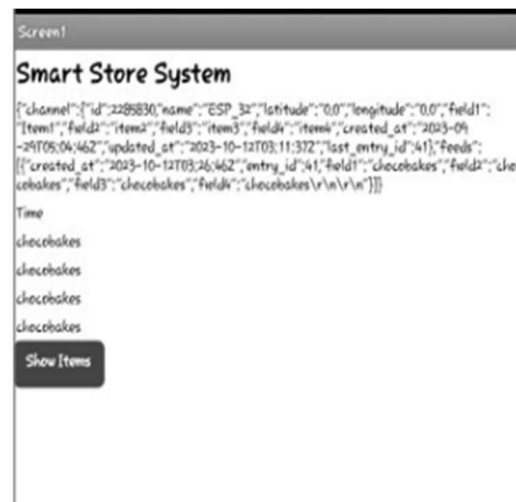 Screen1
Smart Store System
{"channel":{"id":2285830,"name":"ESP_32","latitude":"0.0","longitude":"0.0","field1":
"Item1","field2":"item2","field3":"item3","field4":"item4","created_at":"2023-09
-29T05:04:46Z","updated_at":"2023-10-12T03:11:37Z","last_entry_id":41},"feeds":
[{"created_at":"2023-10-12T03:26:46Z","entry_id":41,"field1":"chocobakes","field2":"cho
cobakes","field3":"chocobakes","field4":"chocobakes\r\n\r\n"}]}
Time
chocobakes
chocobakes
chocobakes
chocobakes
Show Items